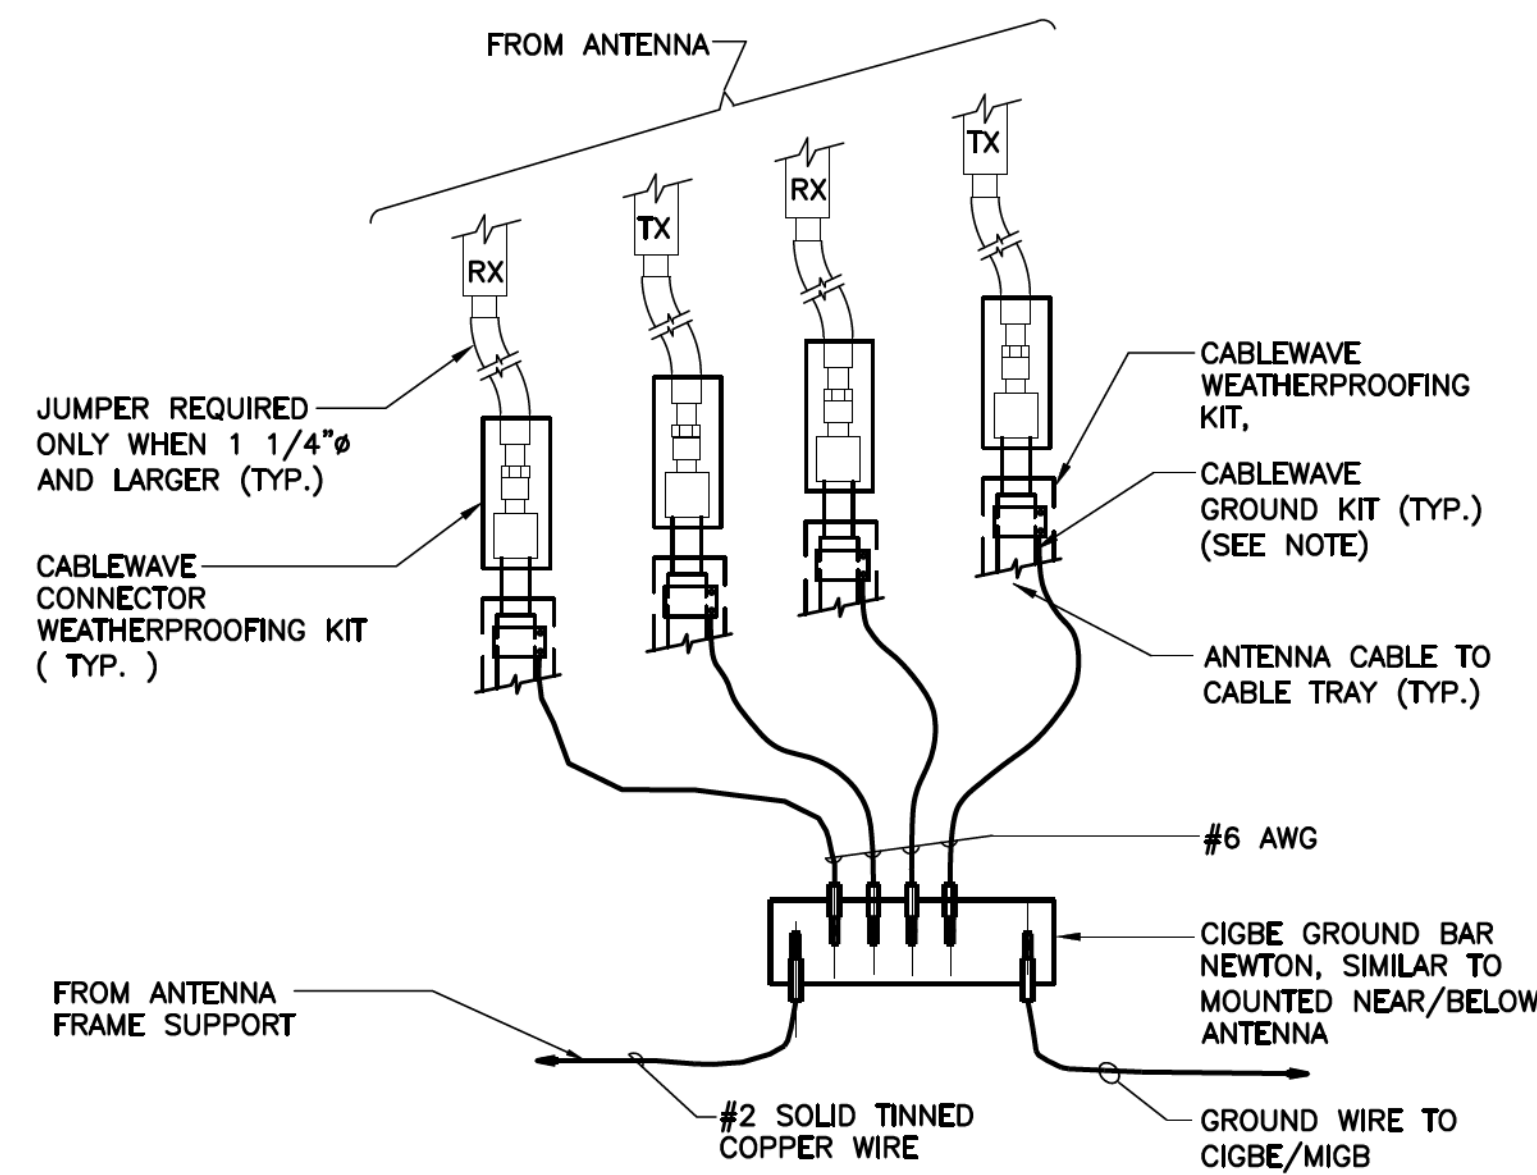 FROM ANTENNA
TX
RX
TX
RX
JUMPER REQUIRED
ONLY WHEN 1 1/4"ø
AND LARGER (TYP.)
CABLEWAVE
CONNECTOR
WEATHERPROOFING KIT
( TYP. )
CABLEWAVE
WEATHERPROOFING
KIT,
CABLEWAVE
GROUND KIT (TYP.)
(SEE NOTE)
ANTENNA CABLE TO
CABLE TRAY (TYP.)
#6 AWG
CIGBE GROUND BAR
NEWTON, SIMILAR TO
MOUNTED NEAR/BELOW
ANTENNA
FROM ANTENNA
FRAME SUPPORT
#2 SOLID TINNED
COPPER WIRE
GROUND WIRE TO
CIGBE/MIGB